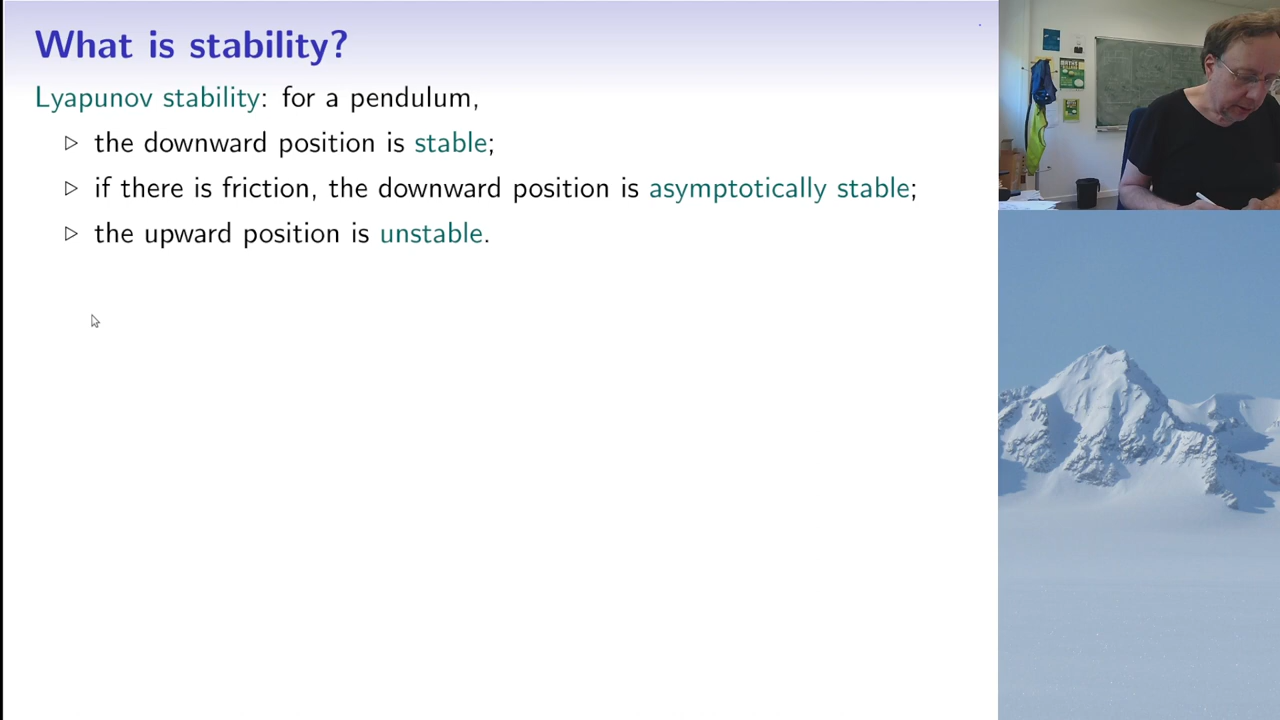 What is stability?
Lyapunov stability: for a pendulum,
▷ the downward position is stable;
▷ if there is friction, the downward position is asymptotically stable;
▷ the upward position is unstable.